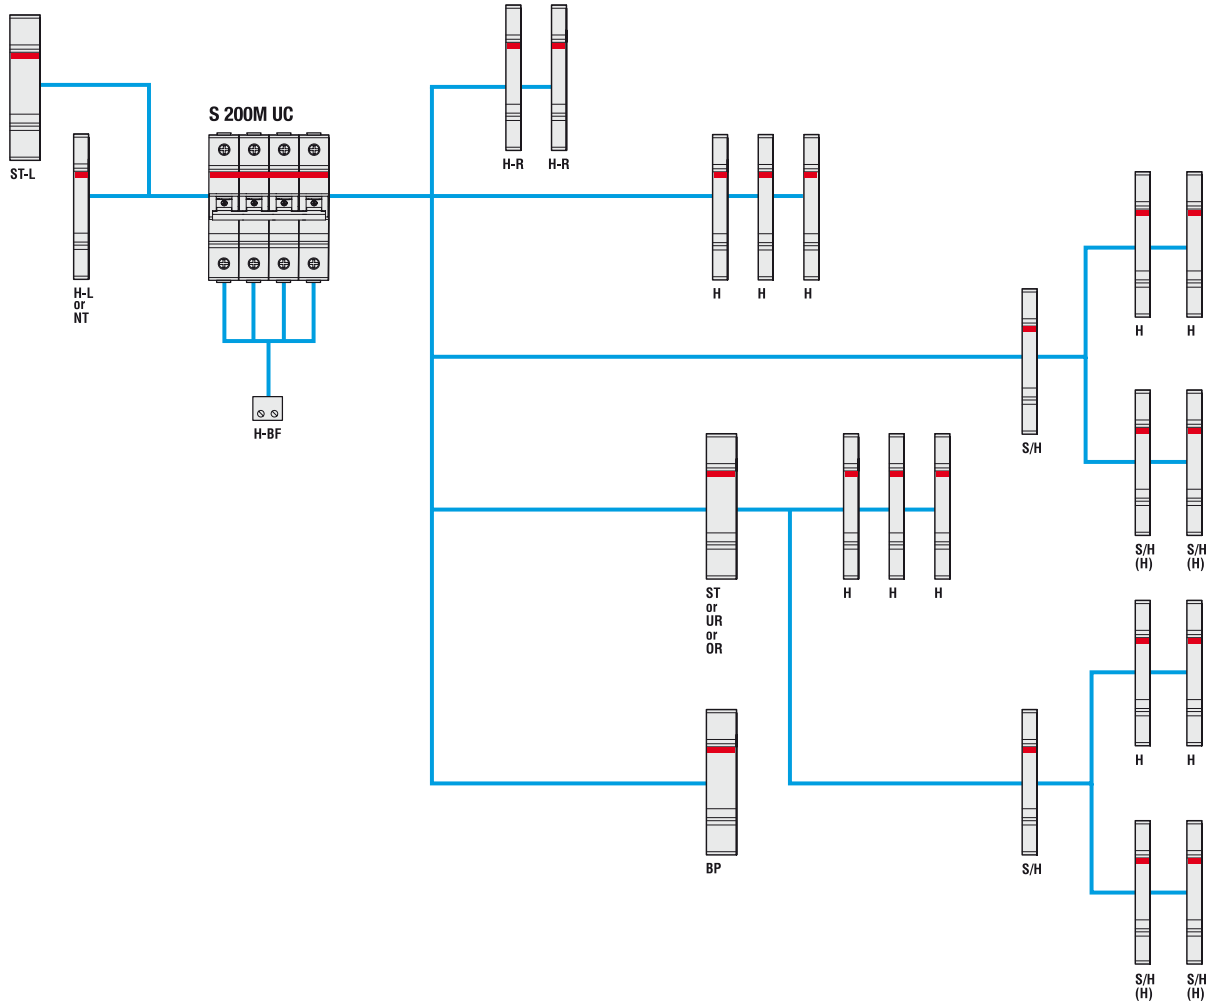 S 200M UC
H-R H-R
ST-L
H-L
or
NT
H H H
H H
H-BF
S/H
S/H
(H)
S/H
(H)
ST
or
UR
or
OR
H H H
H H
BP
S/H
S/H
(H)
S/H
(H)